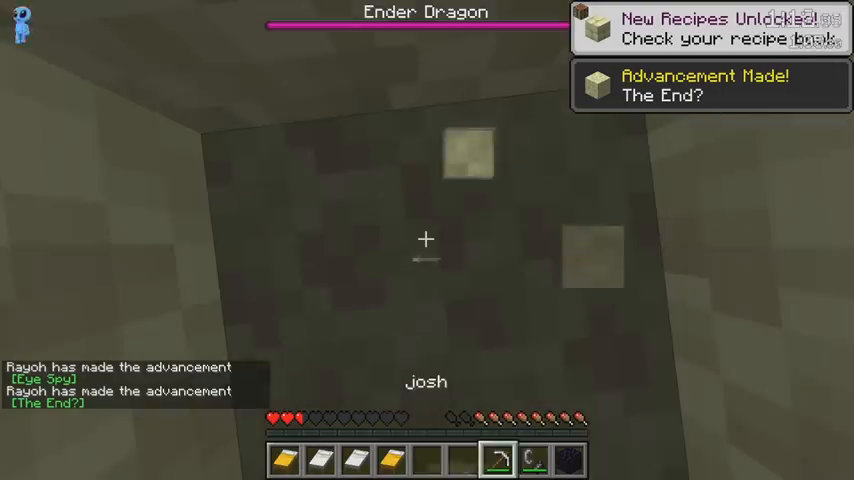 Ender Dragon
New Recipes Unlocked!
Check your recipe book
Advancement Made!
The End?
Rayoh has made the advancement
[Eye Spy]
Rayoh has made the advancement
[The End?]
josh